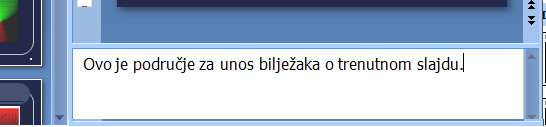 Ovo je područje za unos bilježaka o trenutnom slajdu.